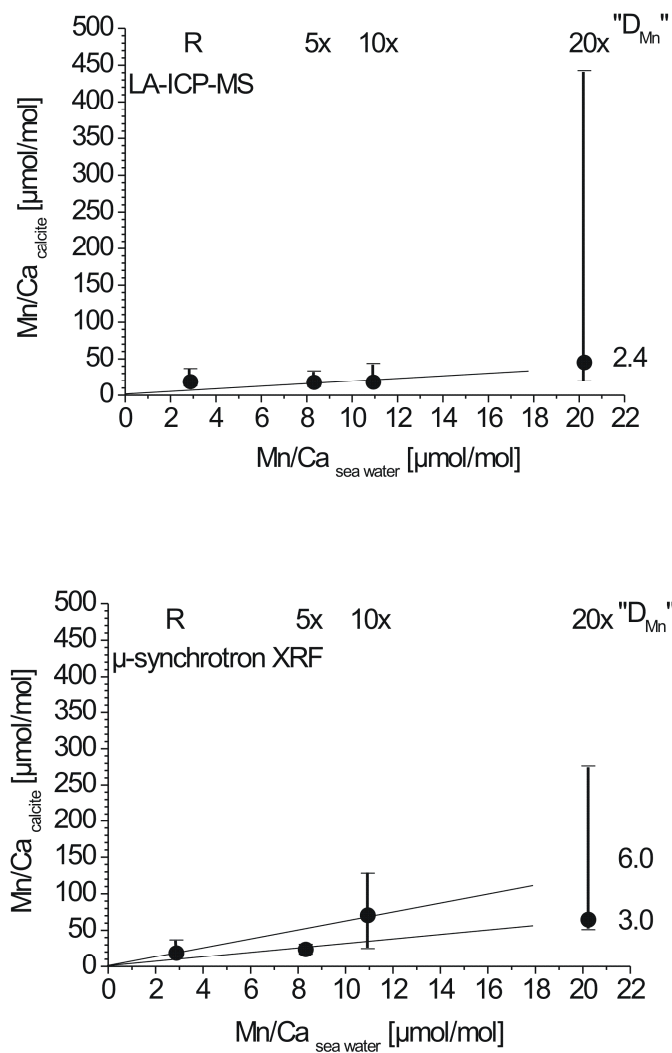 500
450
400
350
300
250
200
150
100
50
0
Mn/Ca calcite [µmol/mol]
R 5x 10x 20x "D Mn"
LA-ICP-MS
2.4
0 2 4 6 8 10 12 14 16 18 20 22
Mn/Ca sea water [µmol/mol]
500
450
400
350
300
250
200
150
100
50
0
Mn/Ca calcite [µmol/mol]
R 5x 10x 20x "D Mn"
µ-synchrotron XRF
6.0
3.0
0 2 4 6 8 10 12 14 16 18 20 22
Mn/Ca sea water [µmol/mol]